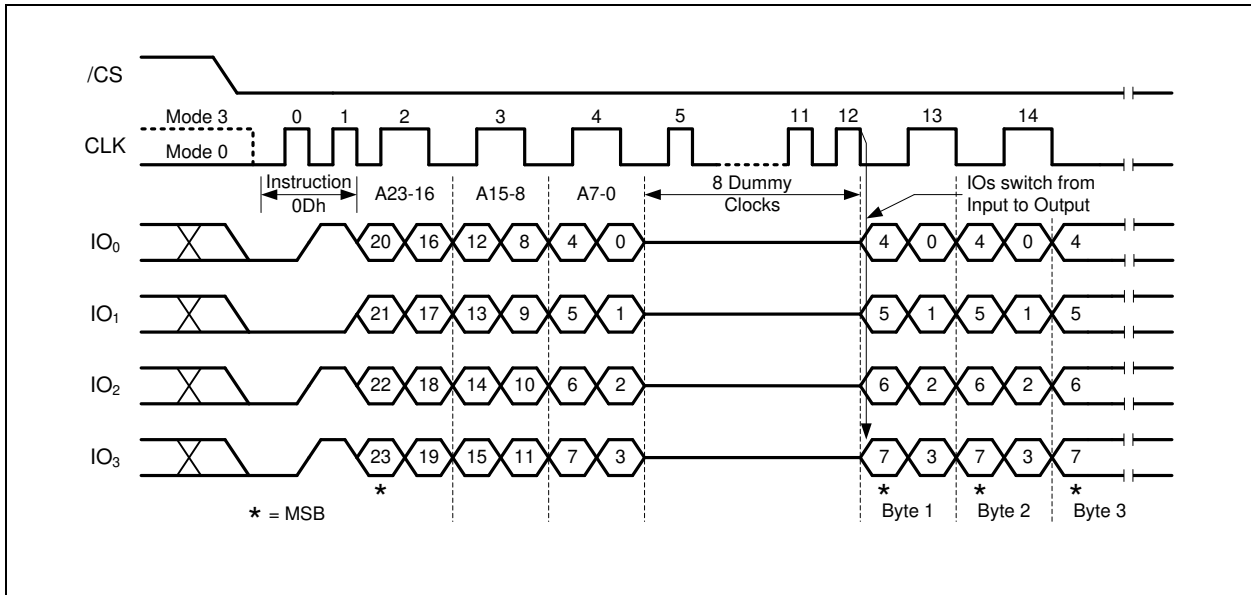 /CS
Mode 3 0 1 2 3 4 5 11 12 13 14
CLK
Mode 0
Instruction
0Dh
A23-16 A15-8 A7-0
8 Dummy
Clocks
IOs switch from
Input to Output
IO0 20 16 12 8 4 0 4 0 4 0 4
IO1 21 17 13 9 5 1 5 1 5 1 5
IO2 22 18 14 10 6 2 6 2 6 2 6
IO3 23 19 15 11 7 3 7 3 7 3 7
* * * *
* = MSB
Byte 1 Byte 2 Byte 3